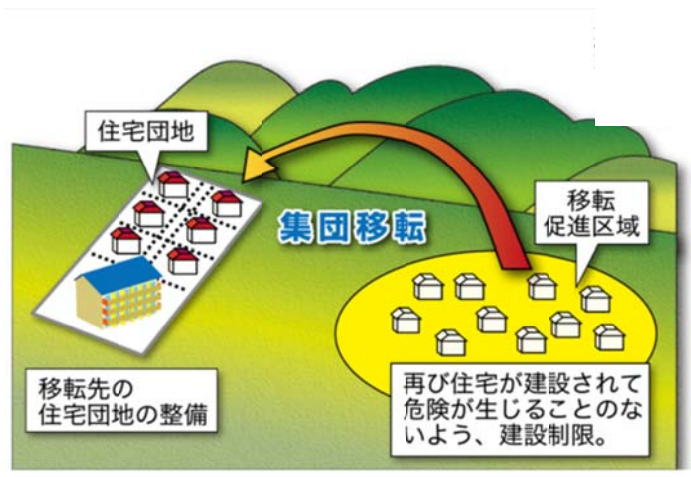 住宅団地
集団移転
移転
促進区域
移転先の
住宅団地の整備
再び住宅が建設されて
危険が生じることのな
いよう、建設制限。